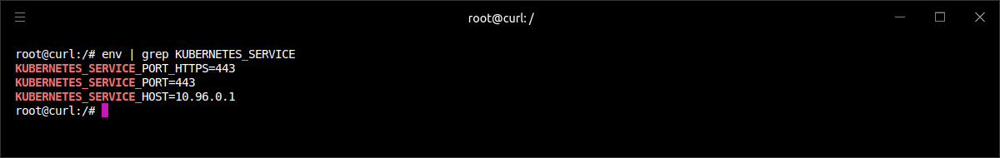 root@curl: /
root@curl:/# env | grep KUBERNETES_SERVICE
KUBERNETES_SERVICE_PORT_HTTPS=443
KUBERNETES_SERVICE_PORT=443
KUBERNETES_SERVICE_HOST=10.96.0.1
root@curl:/#